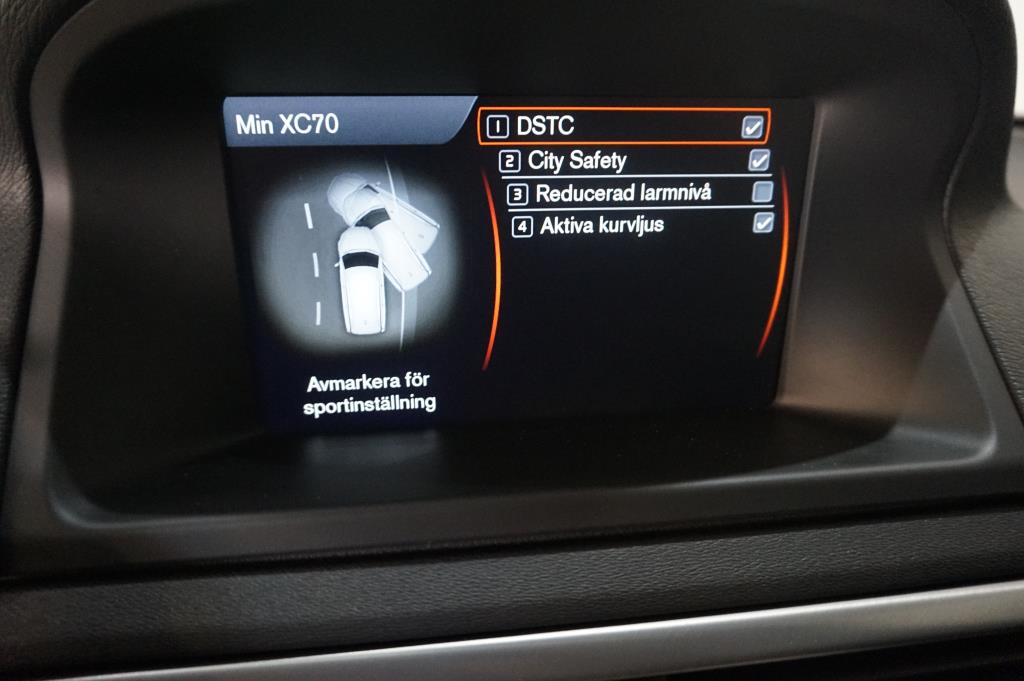 Min XC70
1 DSTC
2 City Safety
3 Reducerad larmnivå
4 Aktiva kurvljus
Avmarkera för
sportinställning